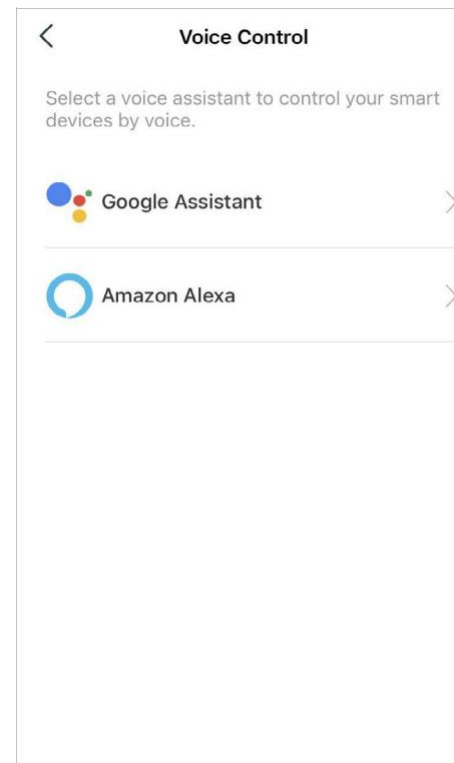 Voice Control
Select a voice assistant to control your smart
devices by voice.
Google Assistant
Amazon Alexa